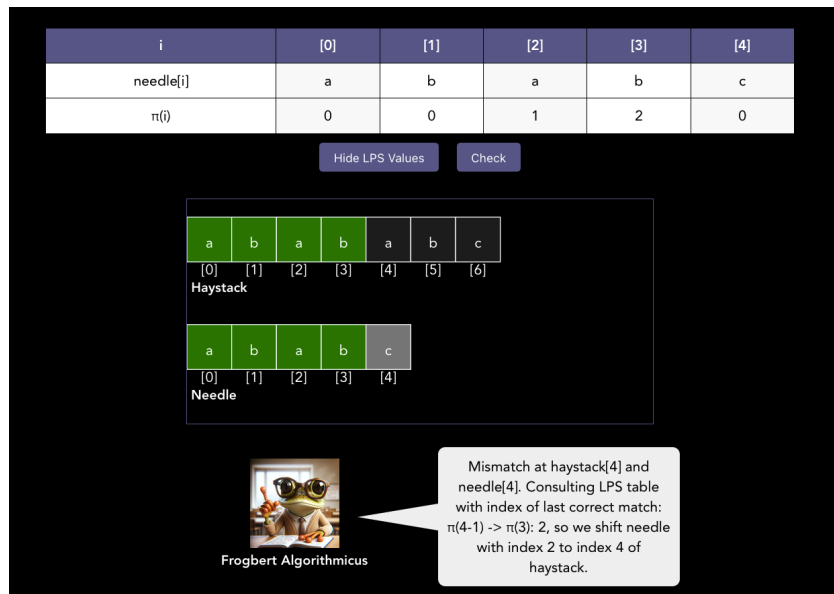 i [0] [1] [2] [3] [4]
needle[i] a b a b c
π(i) 0 0 1 2 0
Hide LPS Values Check
a b a b a b c
[0] [1] [2] [3] [4] [5] [6]
Haystack
a b a b c
[0] [1] [2] [3] [4]
Needle
Mismatch at haystack[4] and
needle[4]. Consulting LPS table
with index of last correct match:
π(4-1) -> π(3): 2, so we shift needle
with index 2 to index 4 of
haystack.
Frogbert Algorithmicus